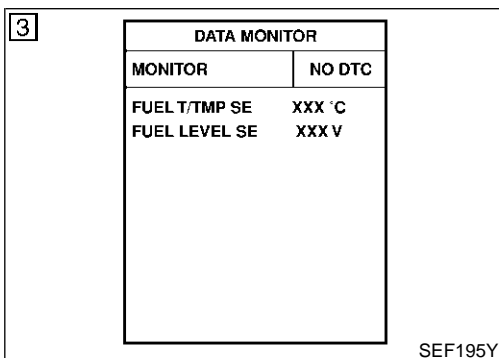 3
DATA MONITOR
MONITOR NO DTC
FUEL T/TMP SE XXX °C
FUEL LEVEL SE XXX V
SEF195Y